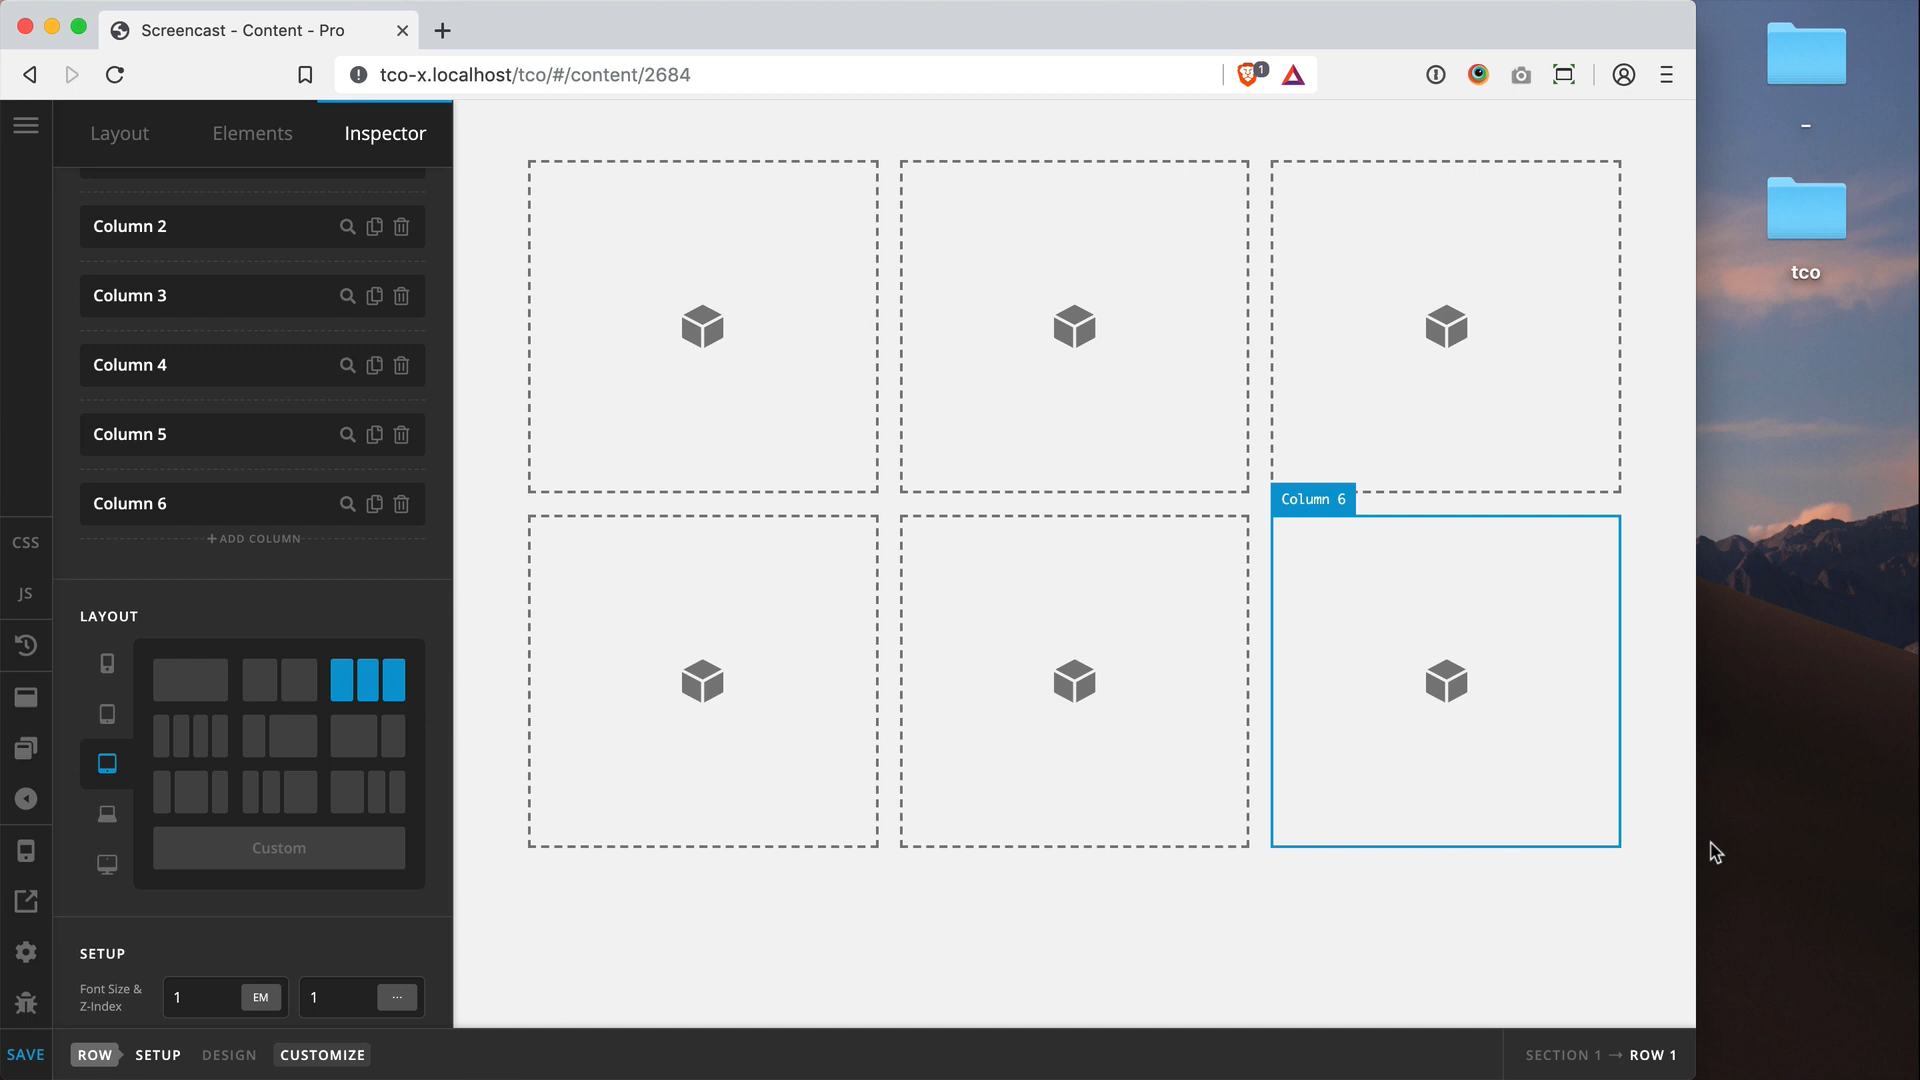 Screencast - Content - Pro
tco-x.localhost/tco/#/content/2684
1
Layout
Elements
Inspector
Column 2
Column 3
Column 4
Column 5
Column 6
+ ADD COLUMN
CSS
JS
LAYOUT
Custom
SETUP
Font Size &
Z-Index
1
EM
1
...
SAVE
ROW
SETUP
DESIGN
CUSTOMIZE
Column 6
SECTION 1 → ROW 1
–
tco